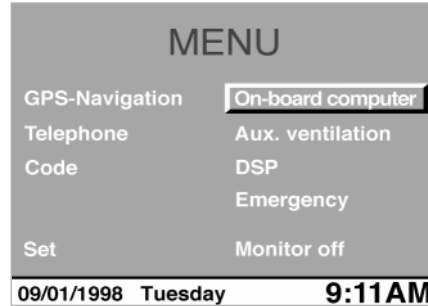 MENU
GPS-Navigation On-board computer
Telephone Aux. ventilation
Code DSP
Emergency
Set Monitor off
09/01/1998 Tuesday 9:11AM